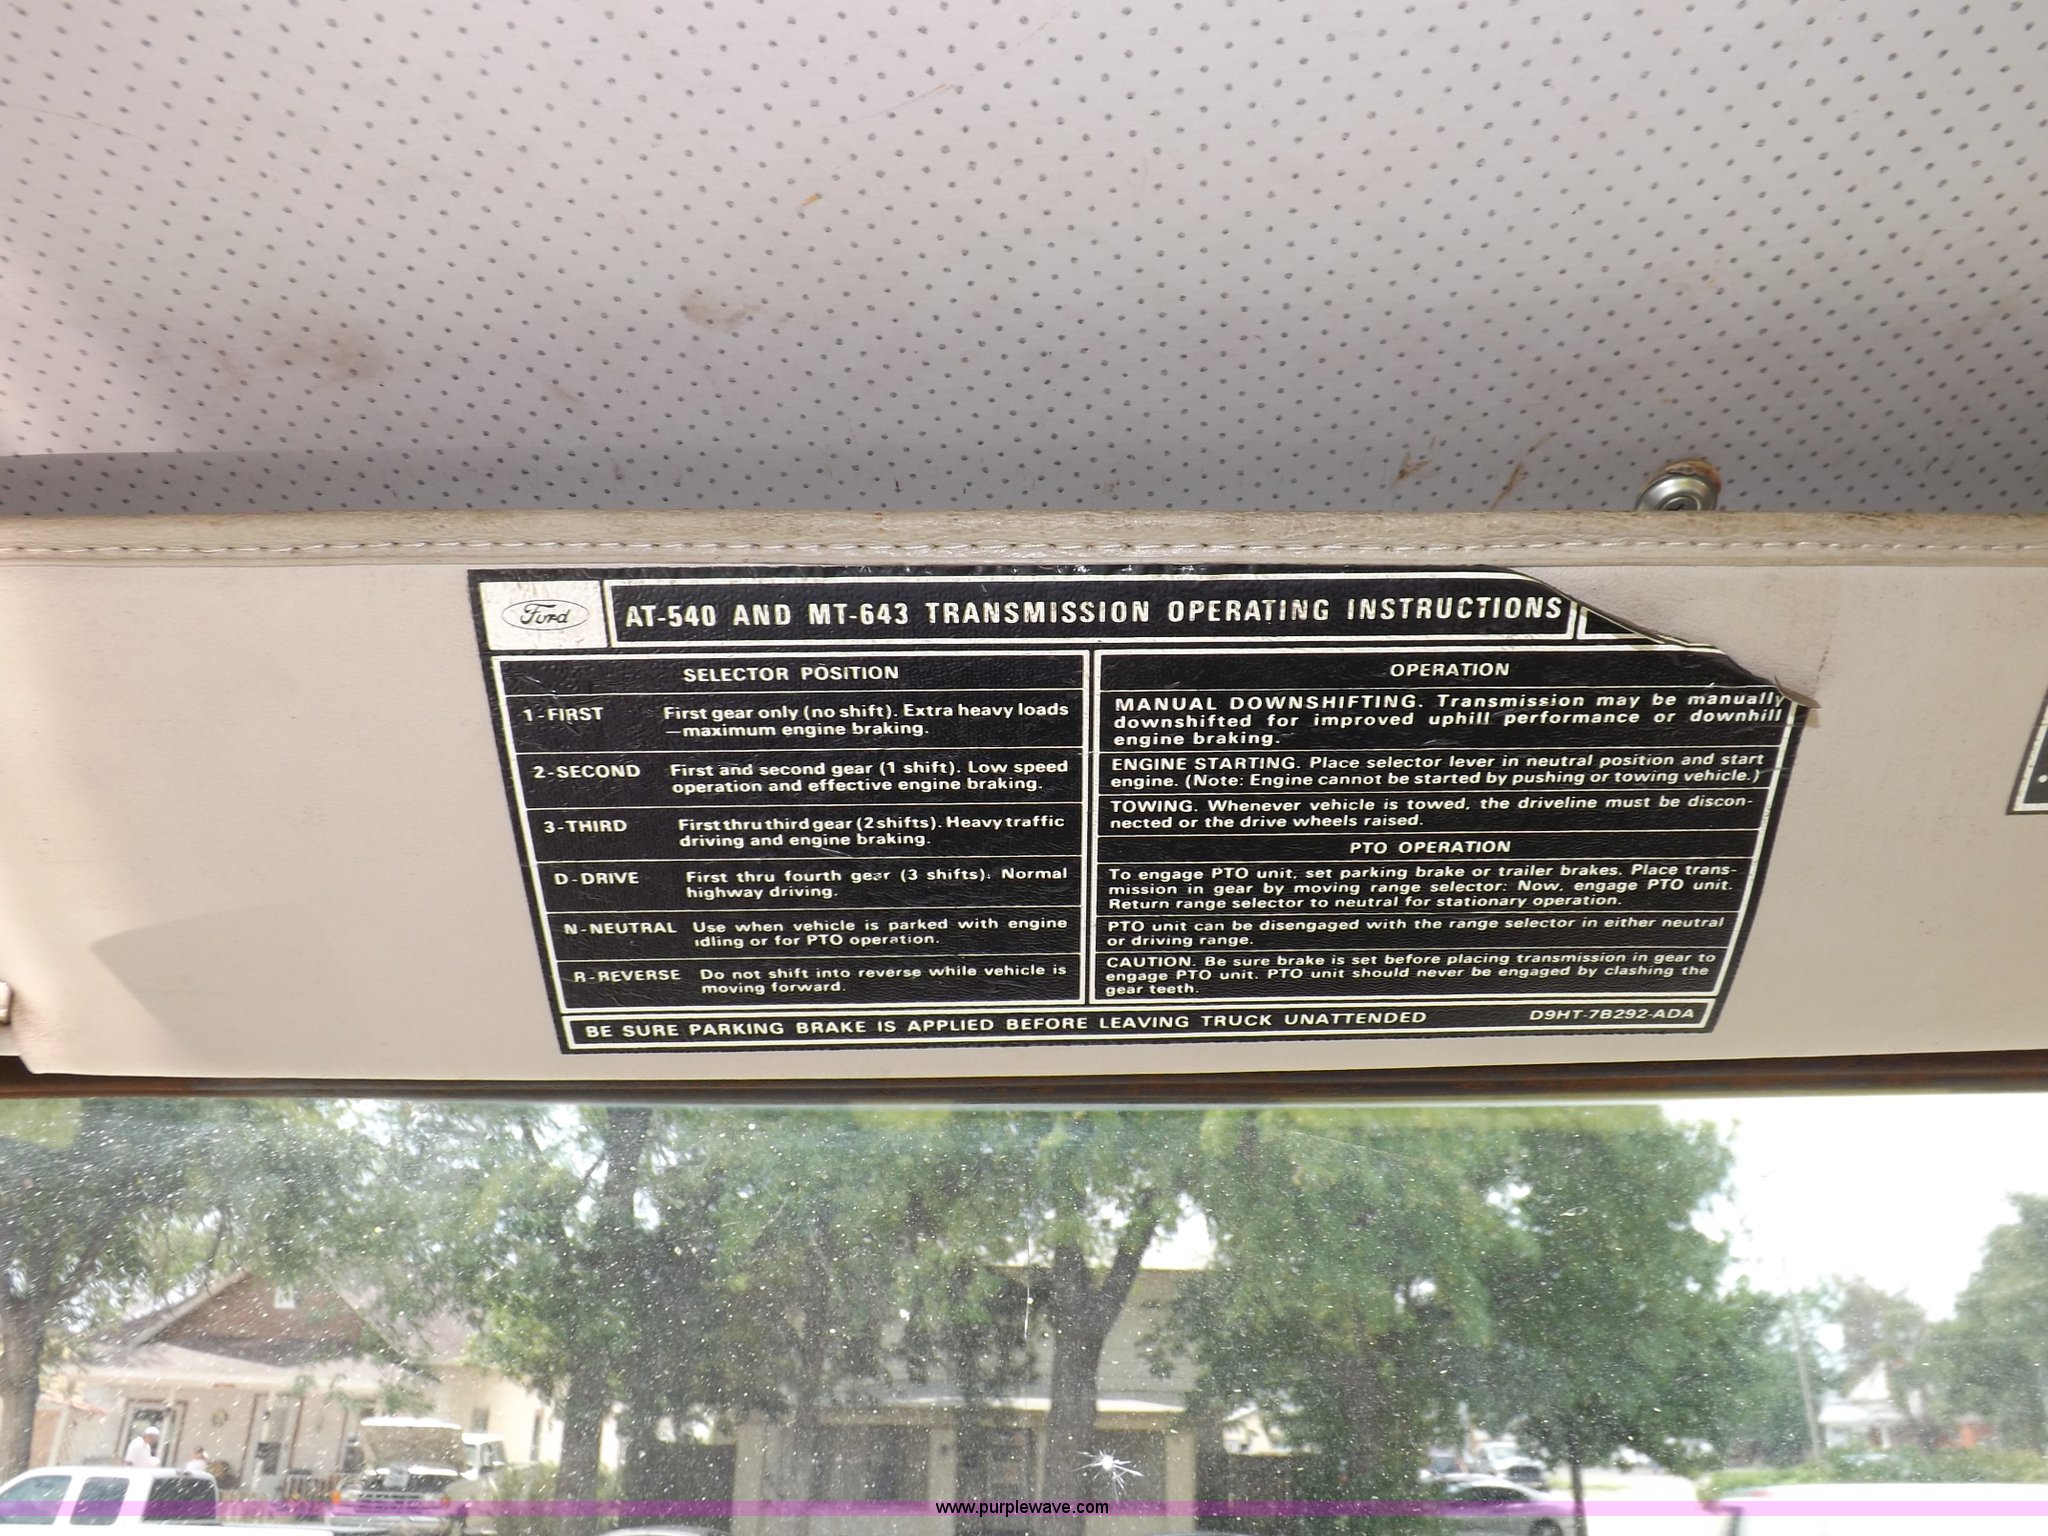 Ford
AT-540 AND MT-643 TRANSMISSION OPERATING INSTRUCTIONS
SELECTOR POSITION
1-FIRST First gear only (no shift). Extra heavy loads
—maximum engine braking.
2-SECOND First and second gear (1 shift). Low speed
operation and effective engine braking.
3-THIRD First thru third gear (2 shifts). Heavy traffic
driving and engine braking.
D-DRIVE First thru fourth gear (3 shifts). Normal
highway driving.
N-NEUTRAL Use when vehicle is parked with engine
idling or for PTO operation.
R-REVERSE Do not shift into reverse while vehicle is
moving forward.
OPERATION
MANUAL DOWNSHIFTING. Transmission may be manually
downshifted for improved uphill performance or downhill
engine braking.
ENGINE STARTING. Place selector lever in neutral position and start
engine. (Note: Engine cannot be started by pushing or towing vehicle.)
TOWING. Whenever vehicle is towed, the driveline must be discon-
nected or the drive wheels raised.
PTO OPERATION
To engage PTO unit, set parking brake or trailer brakes. Place trans-
mission in gear by moving range selector. Now, engage PTO unit.
Return range selector to neutral for stationary operation.
PTO unit can be disengaged with the range selector in either neutral
or driving range.
CAUTION. Be sure brake is set before placing transmission in gear to
engage PTO unit. PTO unit should never be engaged by clashing the
gear teeth.
BE SURE PARKING BRAKE IS APPLIED BEFORE LEAVING TRUCK UNATTENDED D9HT-7B292-ADA
www.purplewave.com